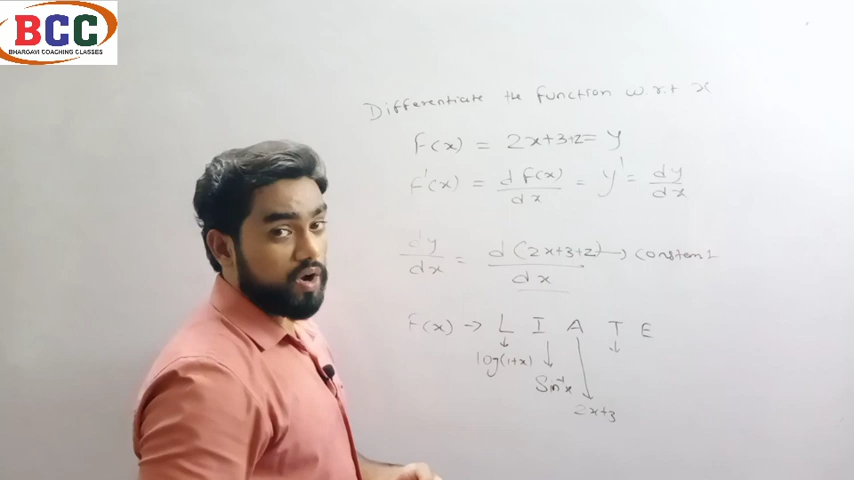 BCC
BHARGAVI COACHING CLASSES
Differentiate the function w.r.t x
f(x) = 2x+3+z= y
f'(x) = d f(x)/dx = y' = dy/dx
dy/dx = d (2x+3+z)/dx → constent
f(x) → L I A T E
log(1+x)
Sin⁻¹x
2x+3